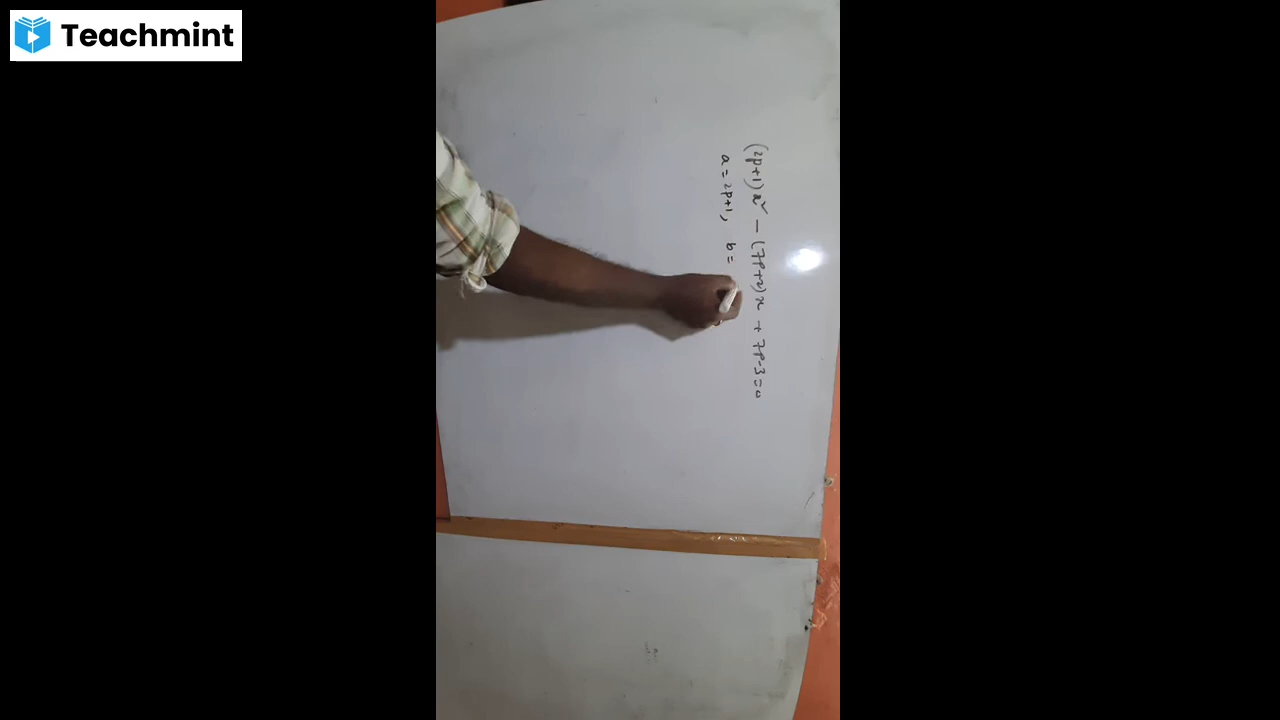 Teachmint
(2p+1)x² - (7p+2)x + 7p-3=0
a = 2p+1, b =